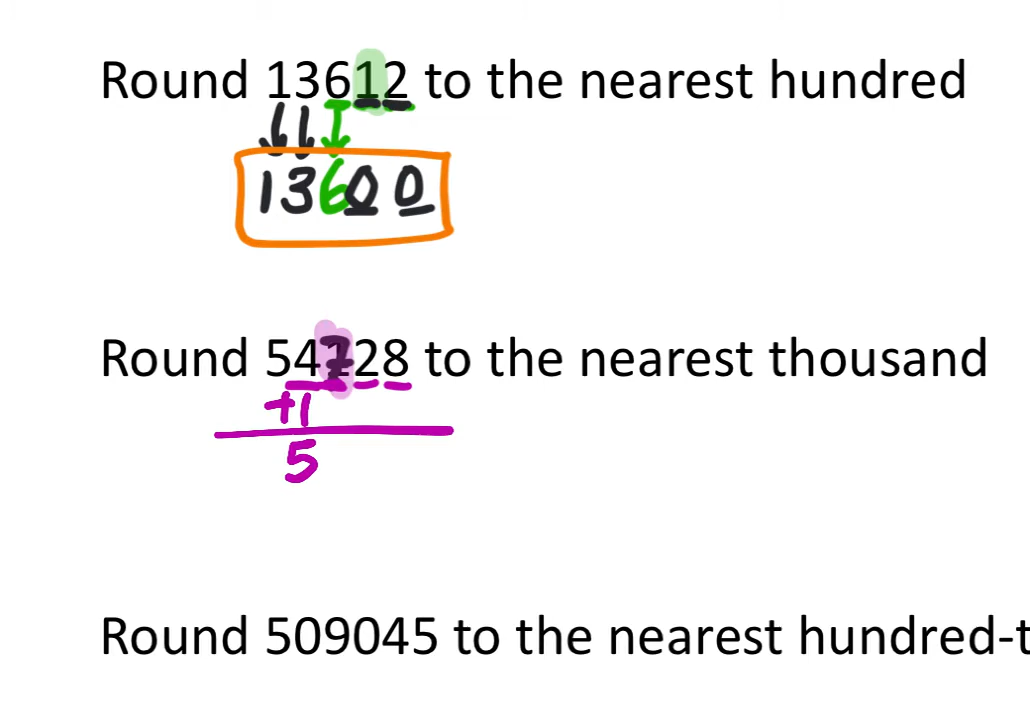 Round 13612 to the nearest hundred
13600
Round 54728 to the nearest thousand
+1
5
Round 509045 to the nearest hundred-t